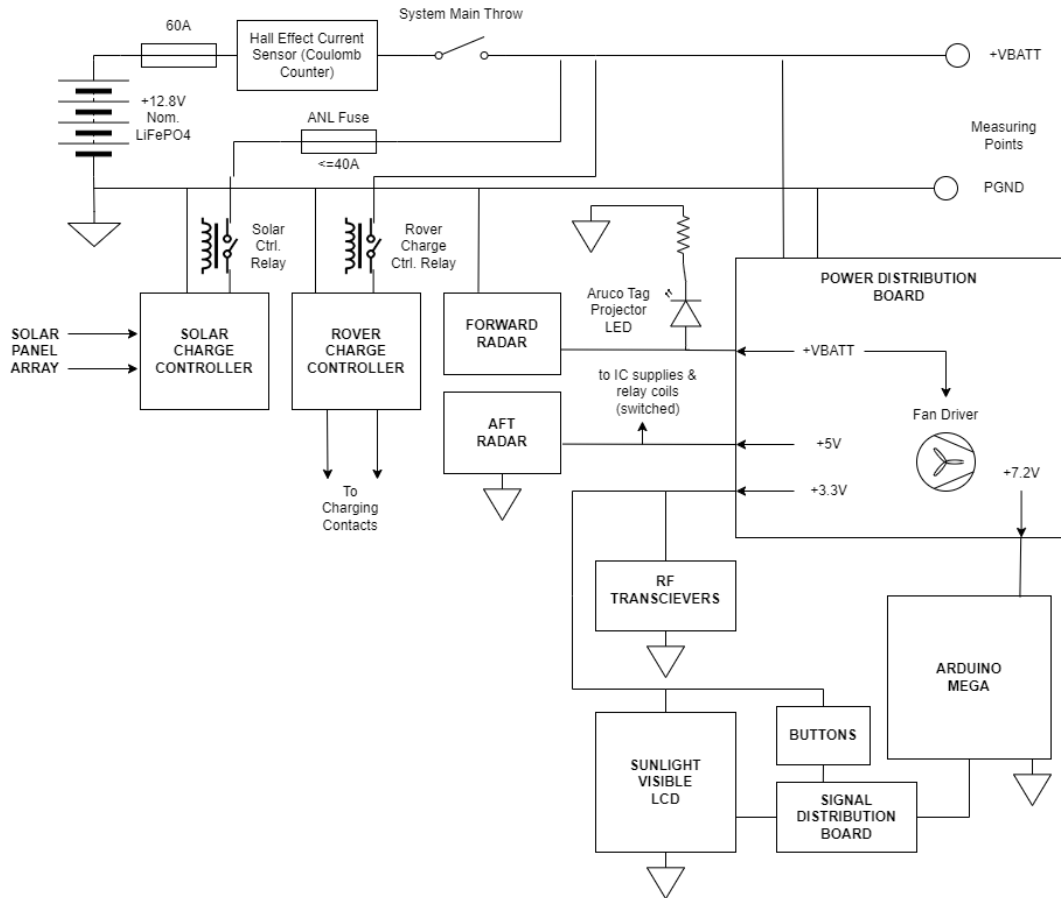 System Main Throw
60A
Hall Effect Current
Sensor (Coulomb
Counter)
+VBATT
+12.8V
Nom.
LiFePO4
ANL Fuse
<=40A
Measuring
Points
PGND
Solar
Ctrl.
Relay
Rover
Charge
Ctrl. Relay
POWER DISTRIBUTION
BOARD
Aruco Tag
Projector
LED
SOLAR
PANEL
ARRAY
SOLAR
CHARGE
CONTROLLER
ROVER
CHARGE
CONTROLLER
FORWARD
RADAR
+VBATT
to IC supplies &
relay coils
(switched)
Fan Driver
AFT
RADAR
+5V
+7.2V
+3.3V
To
Charging
Contacts
RF
TRANSCIEVERS
ARDUINO
MEGA
BUTTONS
SUNLIGHT
VISIBLE
LCD
SIGNAL
DISTRIBUTION
BOARD